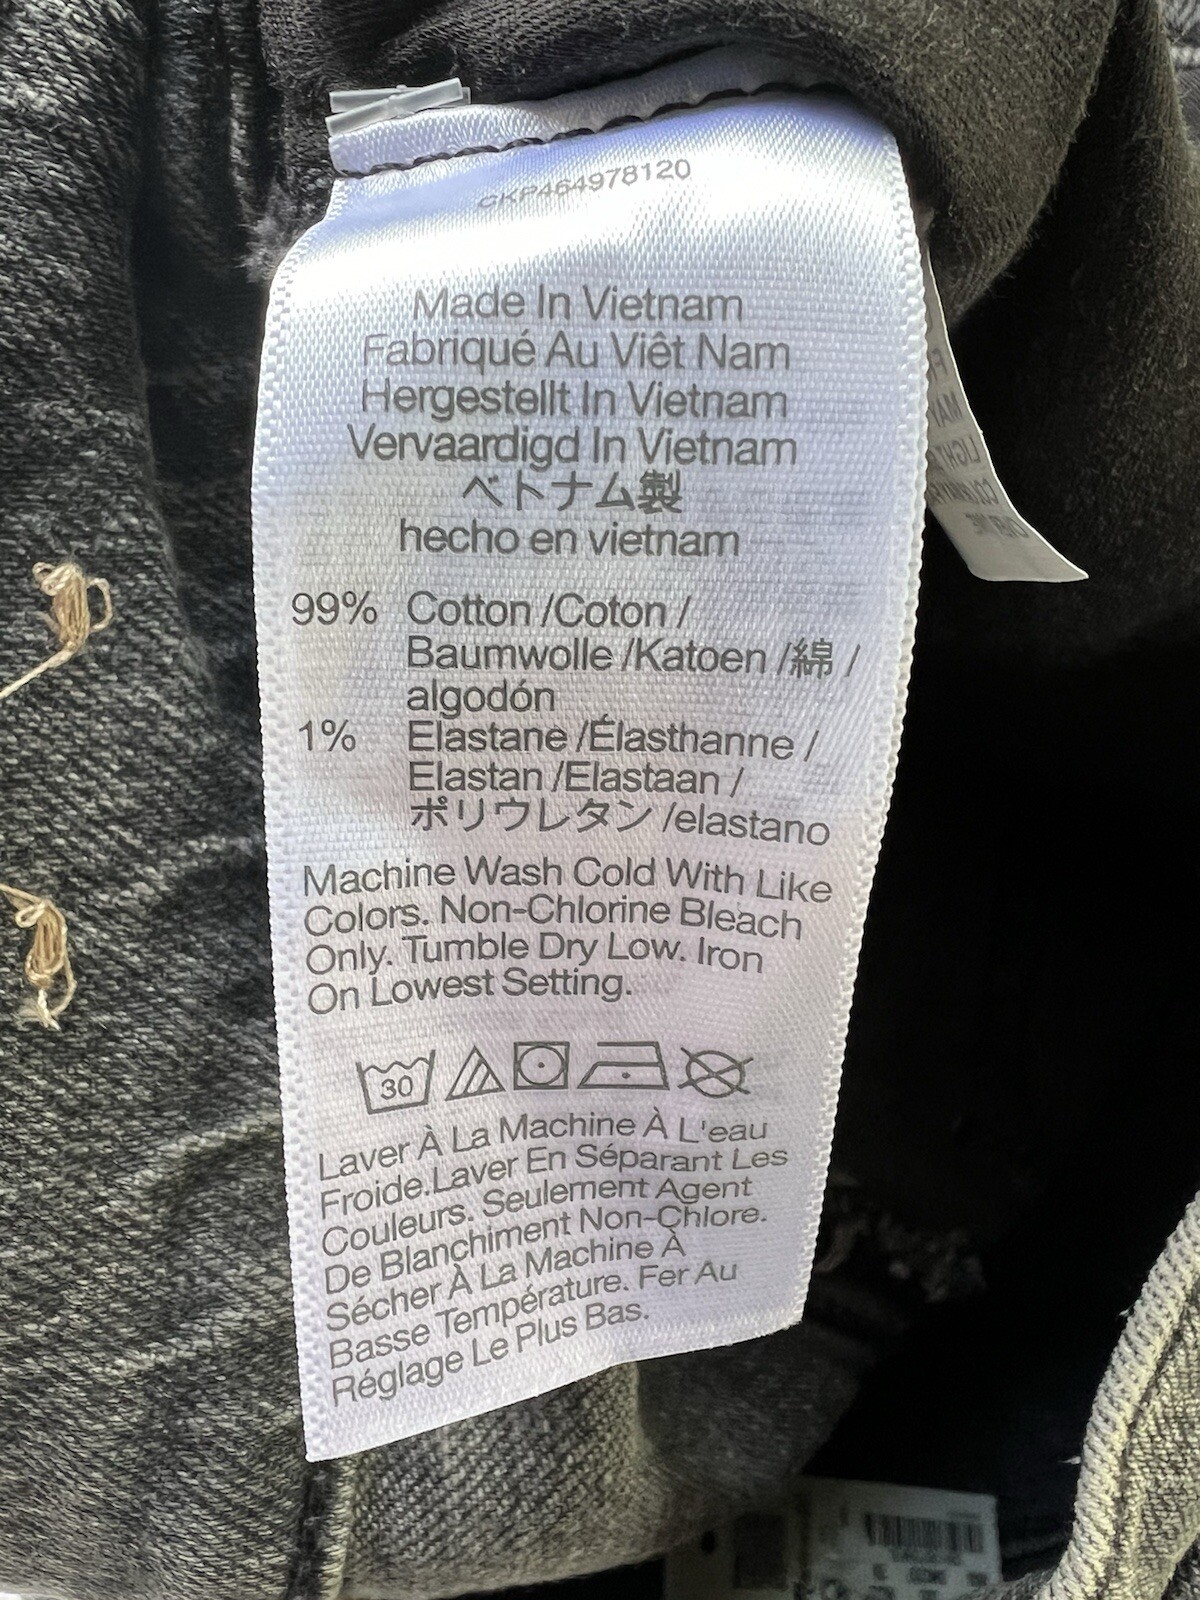 CKP464978120
Made In Vietnam
Fabriqué Au Viêt Nam
Hergestellt In Vietnam
Vervaardigd In Vietnam
ベトナム製
hecho en vietnam
99% Cotton /Coton /
Baumwolle /Katoen /綿 /
algodón
1% Elastane /Élasthanne /
Elastan /Elastaan /
ポリウレタン /elastano
Machine Wash Cold With Like
Colors. Non-Chlorine Bleach
Only. Tumble Dry Low. Iron
On Lowest Setting.
30
Laver À La Machine À L'eau
Froide.Laver En Séparant Les
Couleurs. Seulement Agent
De Blanchiment Non-Chlore.
Sécher À La Machine À
Basse Température. Fer Au
Réglage Le Plus Bas.